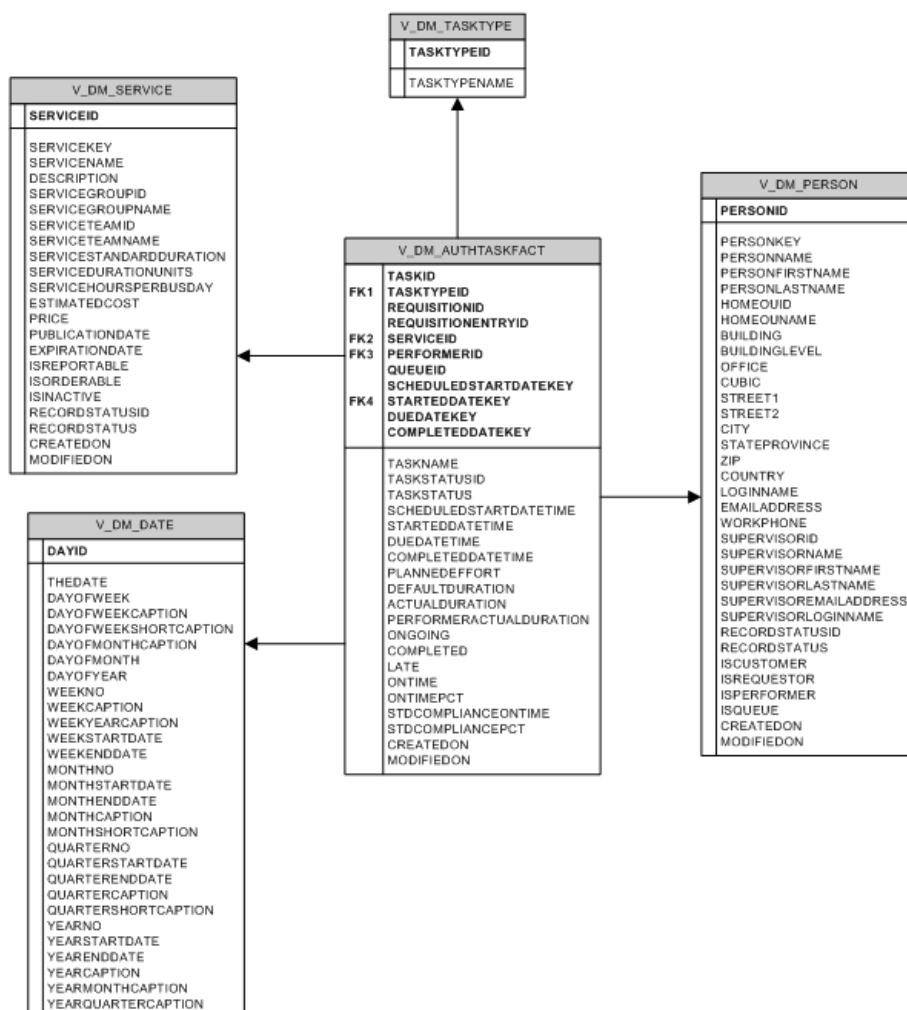 V_DM_TASKTYPE
TASKTYPEID
TASKTYPENAME
V_DM_SERVICE
SERVICEID
SERVICEKEY
SERVICENAME
DESCRIPTION
SERVICEGROUPID
SERVICEGROUPNAME
SERVICETEAMID
SERVICETEAMNAME
SERVICESTANDARDDURATION
SERVICEDURATIONUNITS
SERVICEHOURSPERBUSDAY
ESTIMATEDCOST
PRICE
PUBLICATIONDATE
EXPIRATIONDATE
ISREPORTABLE
ISORDERABLE
ISINACTIVE
RECORDSTATUSID
RECORDSTATUS
CREATEDON
MODIFIEDON
V_DM_AUTHTASKFACT
TASKID
FK1 TASKTYPEID
REQUISITIONID
REQUISITIONENTRYID
FK2 SERVICEID
FK3 PERFORMERID
QUEUEID
SCHEDULEDSTARTDATEKEY
FK4 STARTEDDATEKEY
DUEDATEKEY
COMPLETEDDATEKEY
TASKNAME
TASKSTATUSID
TASKSTATUS
SCHEDULEDSTARTDATETIME
STARTEDDATETIME
DUEDATETIME
COMPLETEDDATETIME
PLANNEDEFFORT
DEFAULTDURATION
ACTUALDURATION
PERFORMERACTUALDURATION
ONGOING
COMPLETED
LATE
ONTIME
ONTIMEPCT
STDCOMPLIANCEONTIME
STDCOMPLIANCEPCT
CREATEDON
MODIFIEDON
V_DM_PERSON
PERSONID
PERSONKEY
PERSONNAME
PERSONFIRSTNAME
PERSONLASTNAME
HOMEOUID
HOMEOUNAME
BUILDING
BUILDINGLEVEL
OFFICE
CUBIC
STREET1
STREET2
CITY
STATEPROVINCE
ZIP
COUNTRY
LOGINNAME
EMAILADDRESS
WORKPHONE
SUPERVISORID
SUPERVISORNAME
SUPERVISORFIRSTNAME
SUPERVISORLASTNAME
SUPERVISOREMAILADDRESS
SUPERVISORLOGINNAME
RECORDSTATUSID
RECORDSTATUS
ISCUSTOMER
ISREQUESTOR
ISPERFORMER
ISQUEUE
CREATEDON
MODIFIEDON
V_DM_DATE
DAYID
THEDATE
DAYOFWEEK
DAYOFWEEKCAPTION
DAYOFWEEKSHORTCAPTION
DAYOFMONTHCAPTION
DAYOFMONTH
DAYOFYEAR
WEEKNO
WEEKCAPTION
WEEKYEARCAPTION
WEEKSTARTDATE
WEEKENDDATE
MONTHNO
MONTHSTARTDATE
MONTHENDDATE
MONTHCAPTION
MONTHSHORTCAPTION
QUARTERNO
QUARTERSTARTDATE
QUARTERENDDATE
QUARTERCAPTION
QUARTERSHORTCAPTION
YEARNO
YEARSTARTDATE
YEARENDDATE
YEARCAPTION
YEARMONTHCAPTION
YEARQUARTERCAPTION